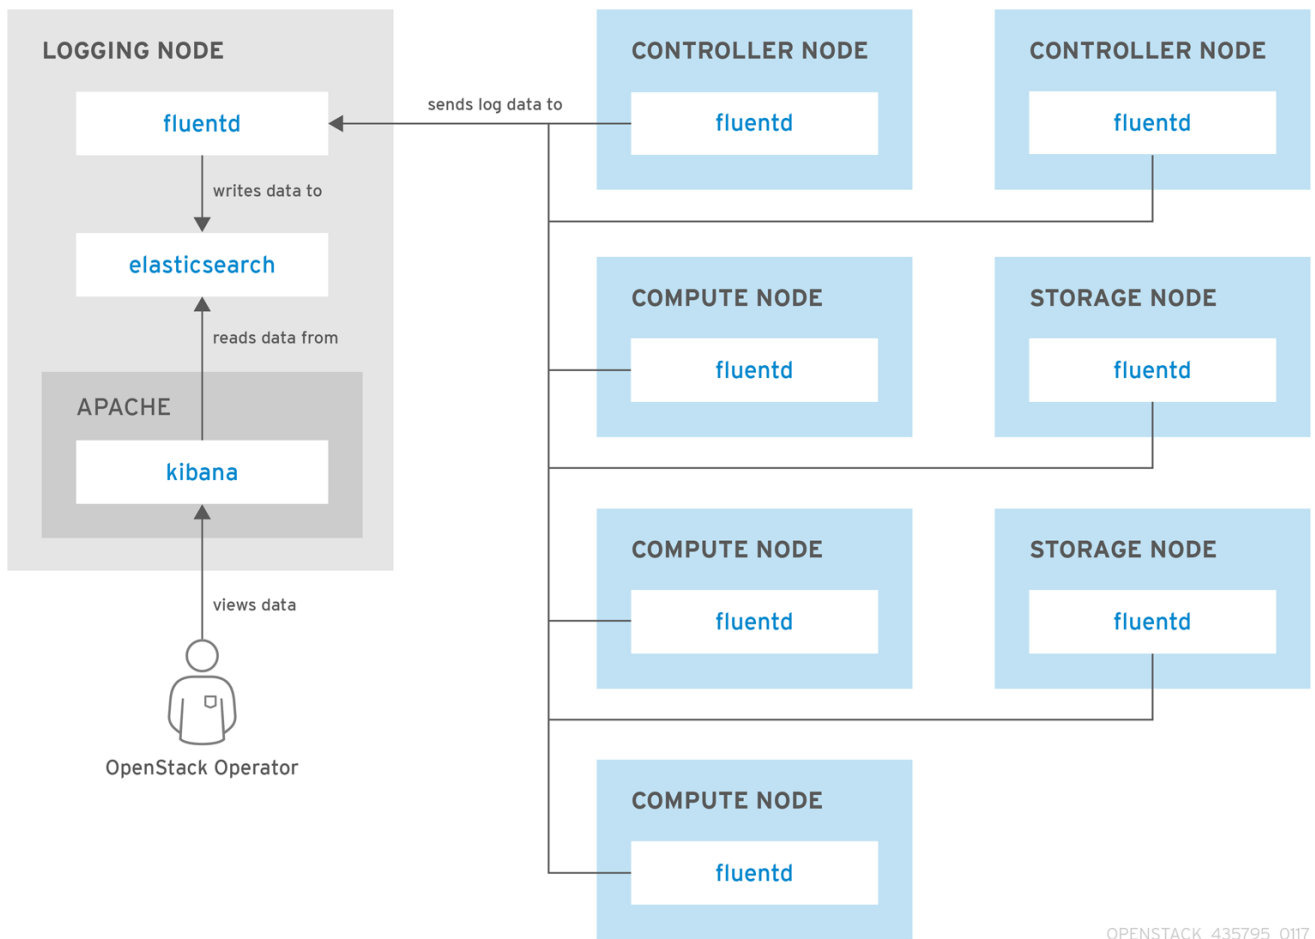 LOGGING NODE
fluentd
writes data to
elasticsearch
reads data from
APACHE
kibana
views data
OpenStack Operator
sends log data to
CONTROLLER NODE
fluentd
CONTROLLER NODE
fluentd
COMPUTE NODE
fluentd
STORAGE NODE
fluentd
COMPUTE NODE
fluentd
STORAGE NODE
fluentd
COMPUTE NODE
fluentd
OPENSTACK_435795_0117